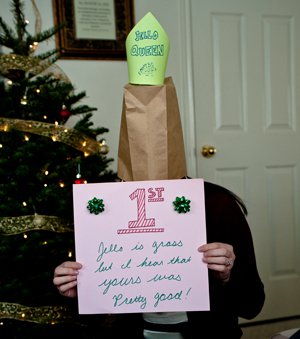 JELLO
QUEEN
1ST
Jello is gross
but I hear that
yours was
Pretty good!